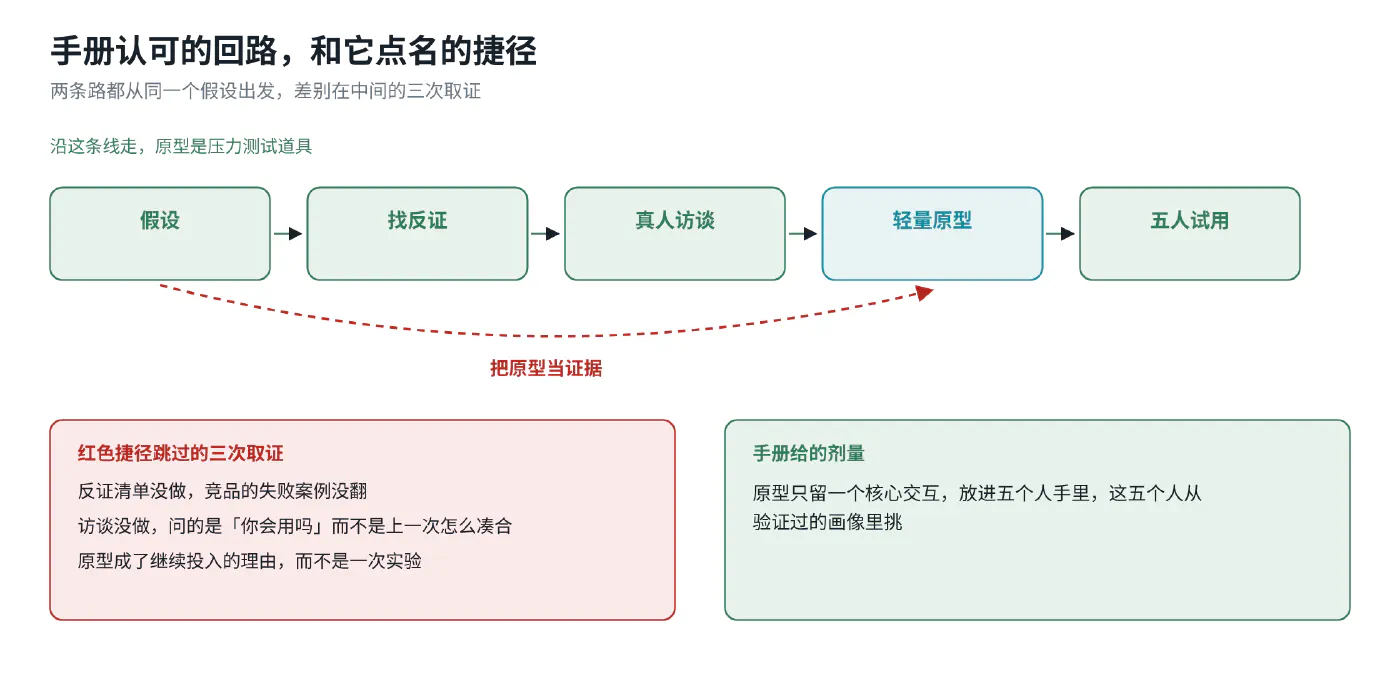 手册认可的回路，和它点名的捷径
两条路都从同一个假设出发，差别在中间的三次取证
沿这条线走，原型是压力测试道具
假设
找反证
真人访谈
轻量原型
五人试用
把原型当证据
红色捷径跳过的三次取证
反证清单没做，竞品的失败案例没翻
访谈没做，问的是「你会用吗」而不是上一次怎么凑合
原型成了继续投入的理由，而不是一次实验
手册给的剂量
原型只留一个核心交互，放进五个人手里，这五个人从
验证过的画像里挑